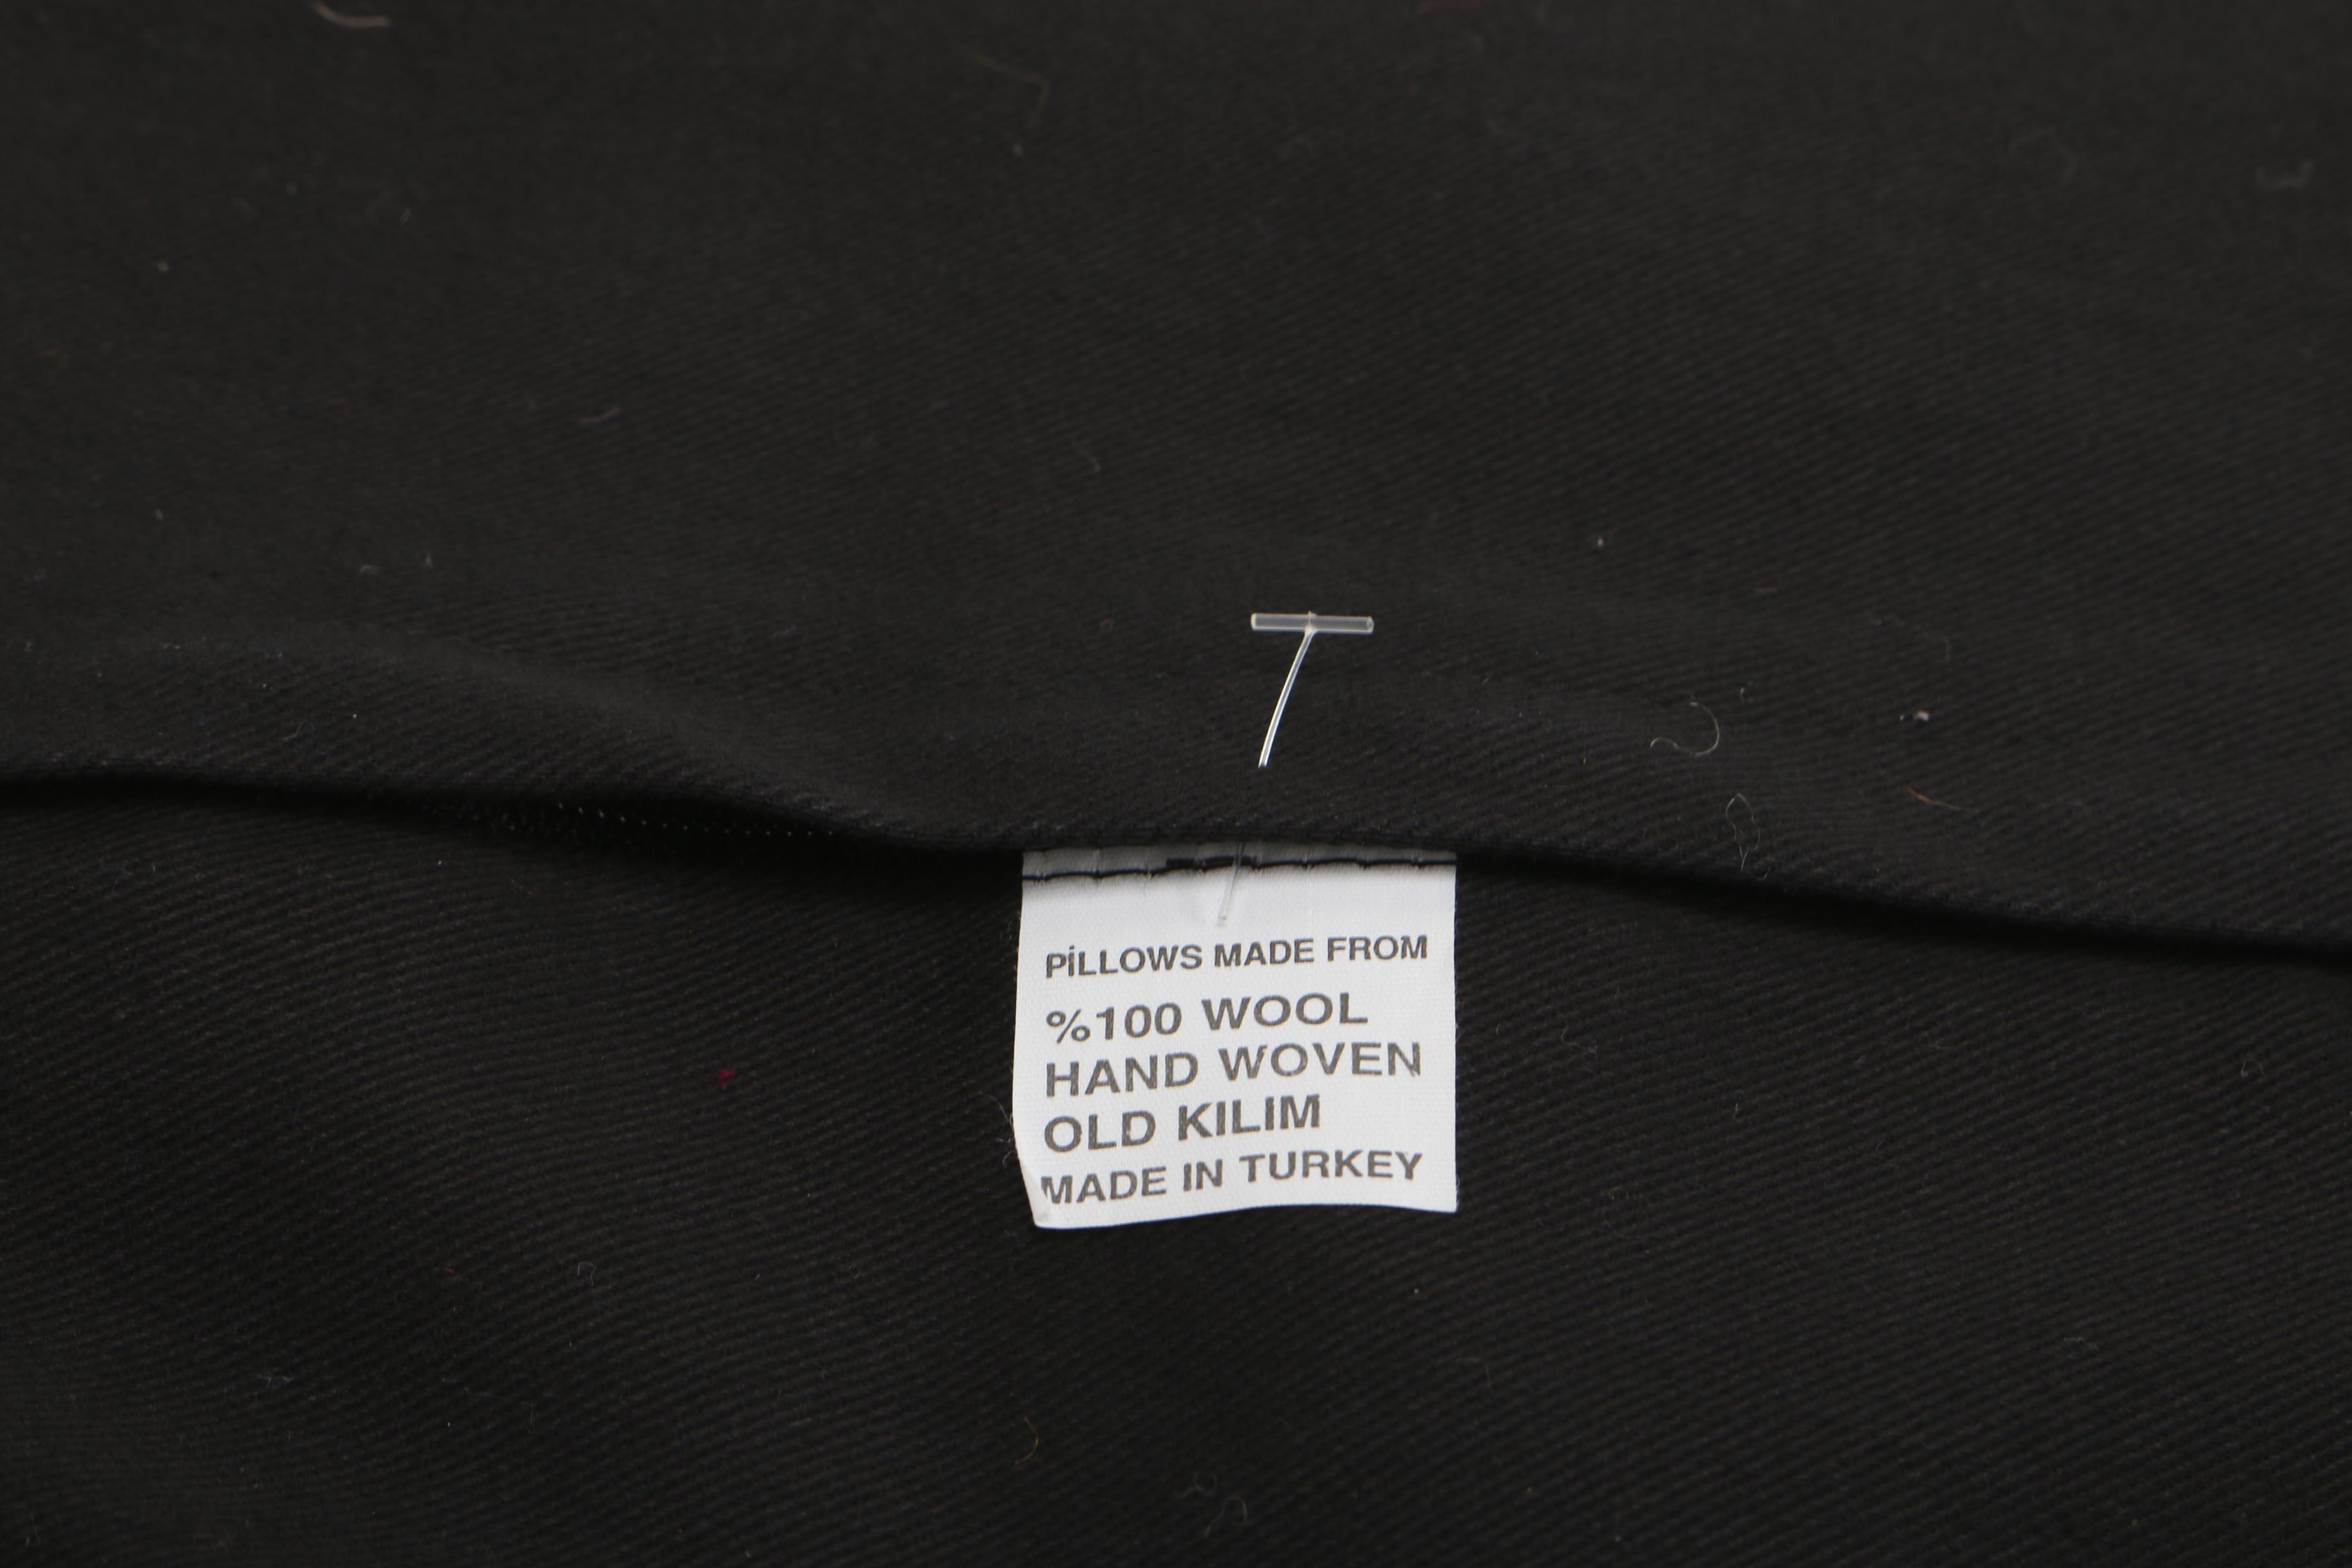 PİLLOWS MADE FROM
%100 WOOL
HAND WOVEN
OLD KILIM
MADE IN TURKEY